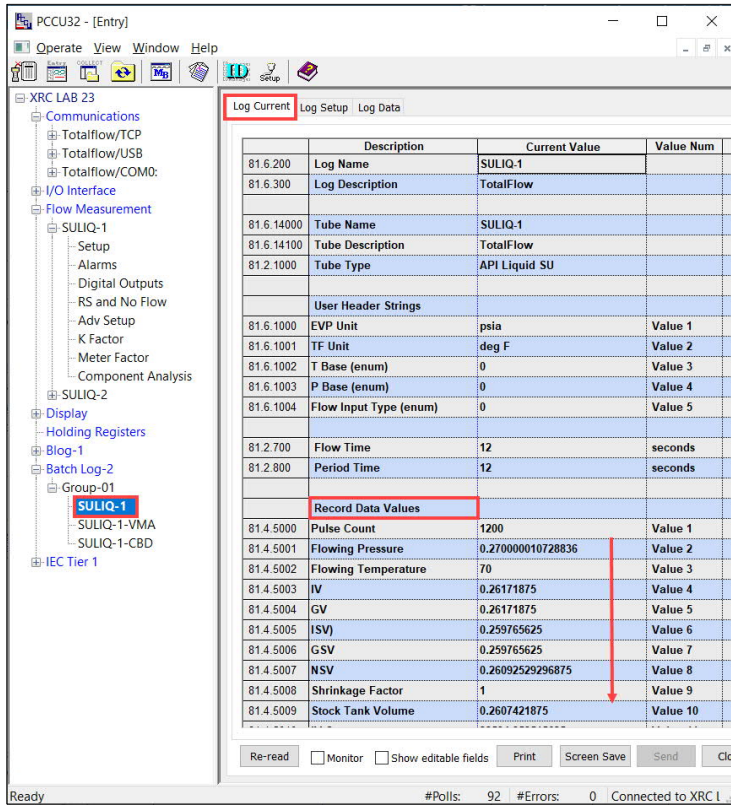 PCCU32 - [Entry]
Operate View Window Help
Entry COLLECT MB ID Setup
XRC LAB 23
Communications
Totalflow/TCP
Totalflow/USB
Totalflow/COM0:
I/O Interface
Flow Measurement
SULIQ-1
Setup
Alarms
Digital Outputs
RS and No Flow
Adv Setup
K Factor
Meter Factor
Component Analysis
SULIQ-2
Display
Holding Registers
Blog-1
Batch Log-2
Group-01
SULIQ-1
SULIQ-1-VMA
SULIQ-1-CBD
IEC Tier 1
Log Current Log Setup Log Data
Description Current Value Value Num
81.6.200 Log Name SULIQ-1
81.6.300 Log Description TotalFlow
81.6.14000 Tube Name SULIQ-1
81.6.14100 Tube Description TotalFlow
81.2.1000 Tube Type API Liquid SU
User Header Strings
81.6.1000 EVP Unit psia Value 1
81.6.1001 TF Unit deg F Value 2
81.6.1002 T Base (enum) 0 Value 3
81.6.1003 P Base (enum) 0 Value 4
81.6.1004 Flow Input Type (enum) 0 Value 5
81.2.700 Flow Time 12 seconds
81.2.800 Period Time 12 seconds
Record Data Values
81.4.5000 Pulse Count 1200 Value 1
81.4.5001 Flowing Pressure 0.270000010728836 Value 2
81.4.5002 Flowing Temperature 70 Value 3
81.4.5003 IV 0.26171875 Value 4
81.4.5004 GV 0.26171875 Value 5
81.4.5005 ISV) 0.259765625 Value 6
81.4.5006 GSV 0.259765625 Value 7
81.4.5007 NSV 0.26092529296875 Value 8
81.4.5008 Shrinkage Factor 1 Value 9
81.4.5009 Stock Tank Volume 0.2607421875 Value 10
Re-read Monitor Show editable fields Print Screen Save Send Clo
Ready #Polls: 92 #Errors: 0 Connected to XRC L